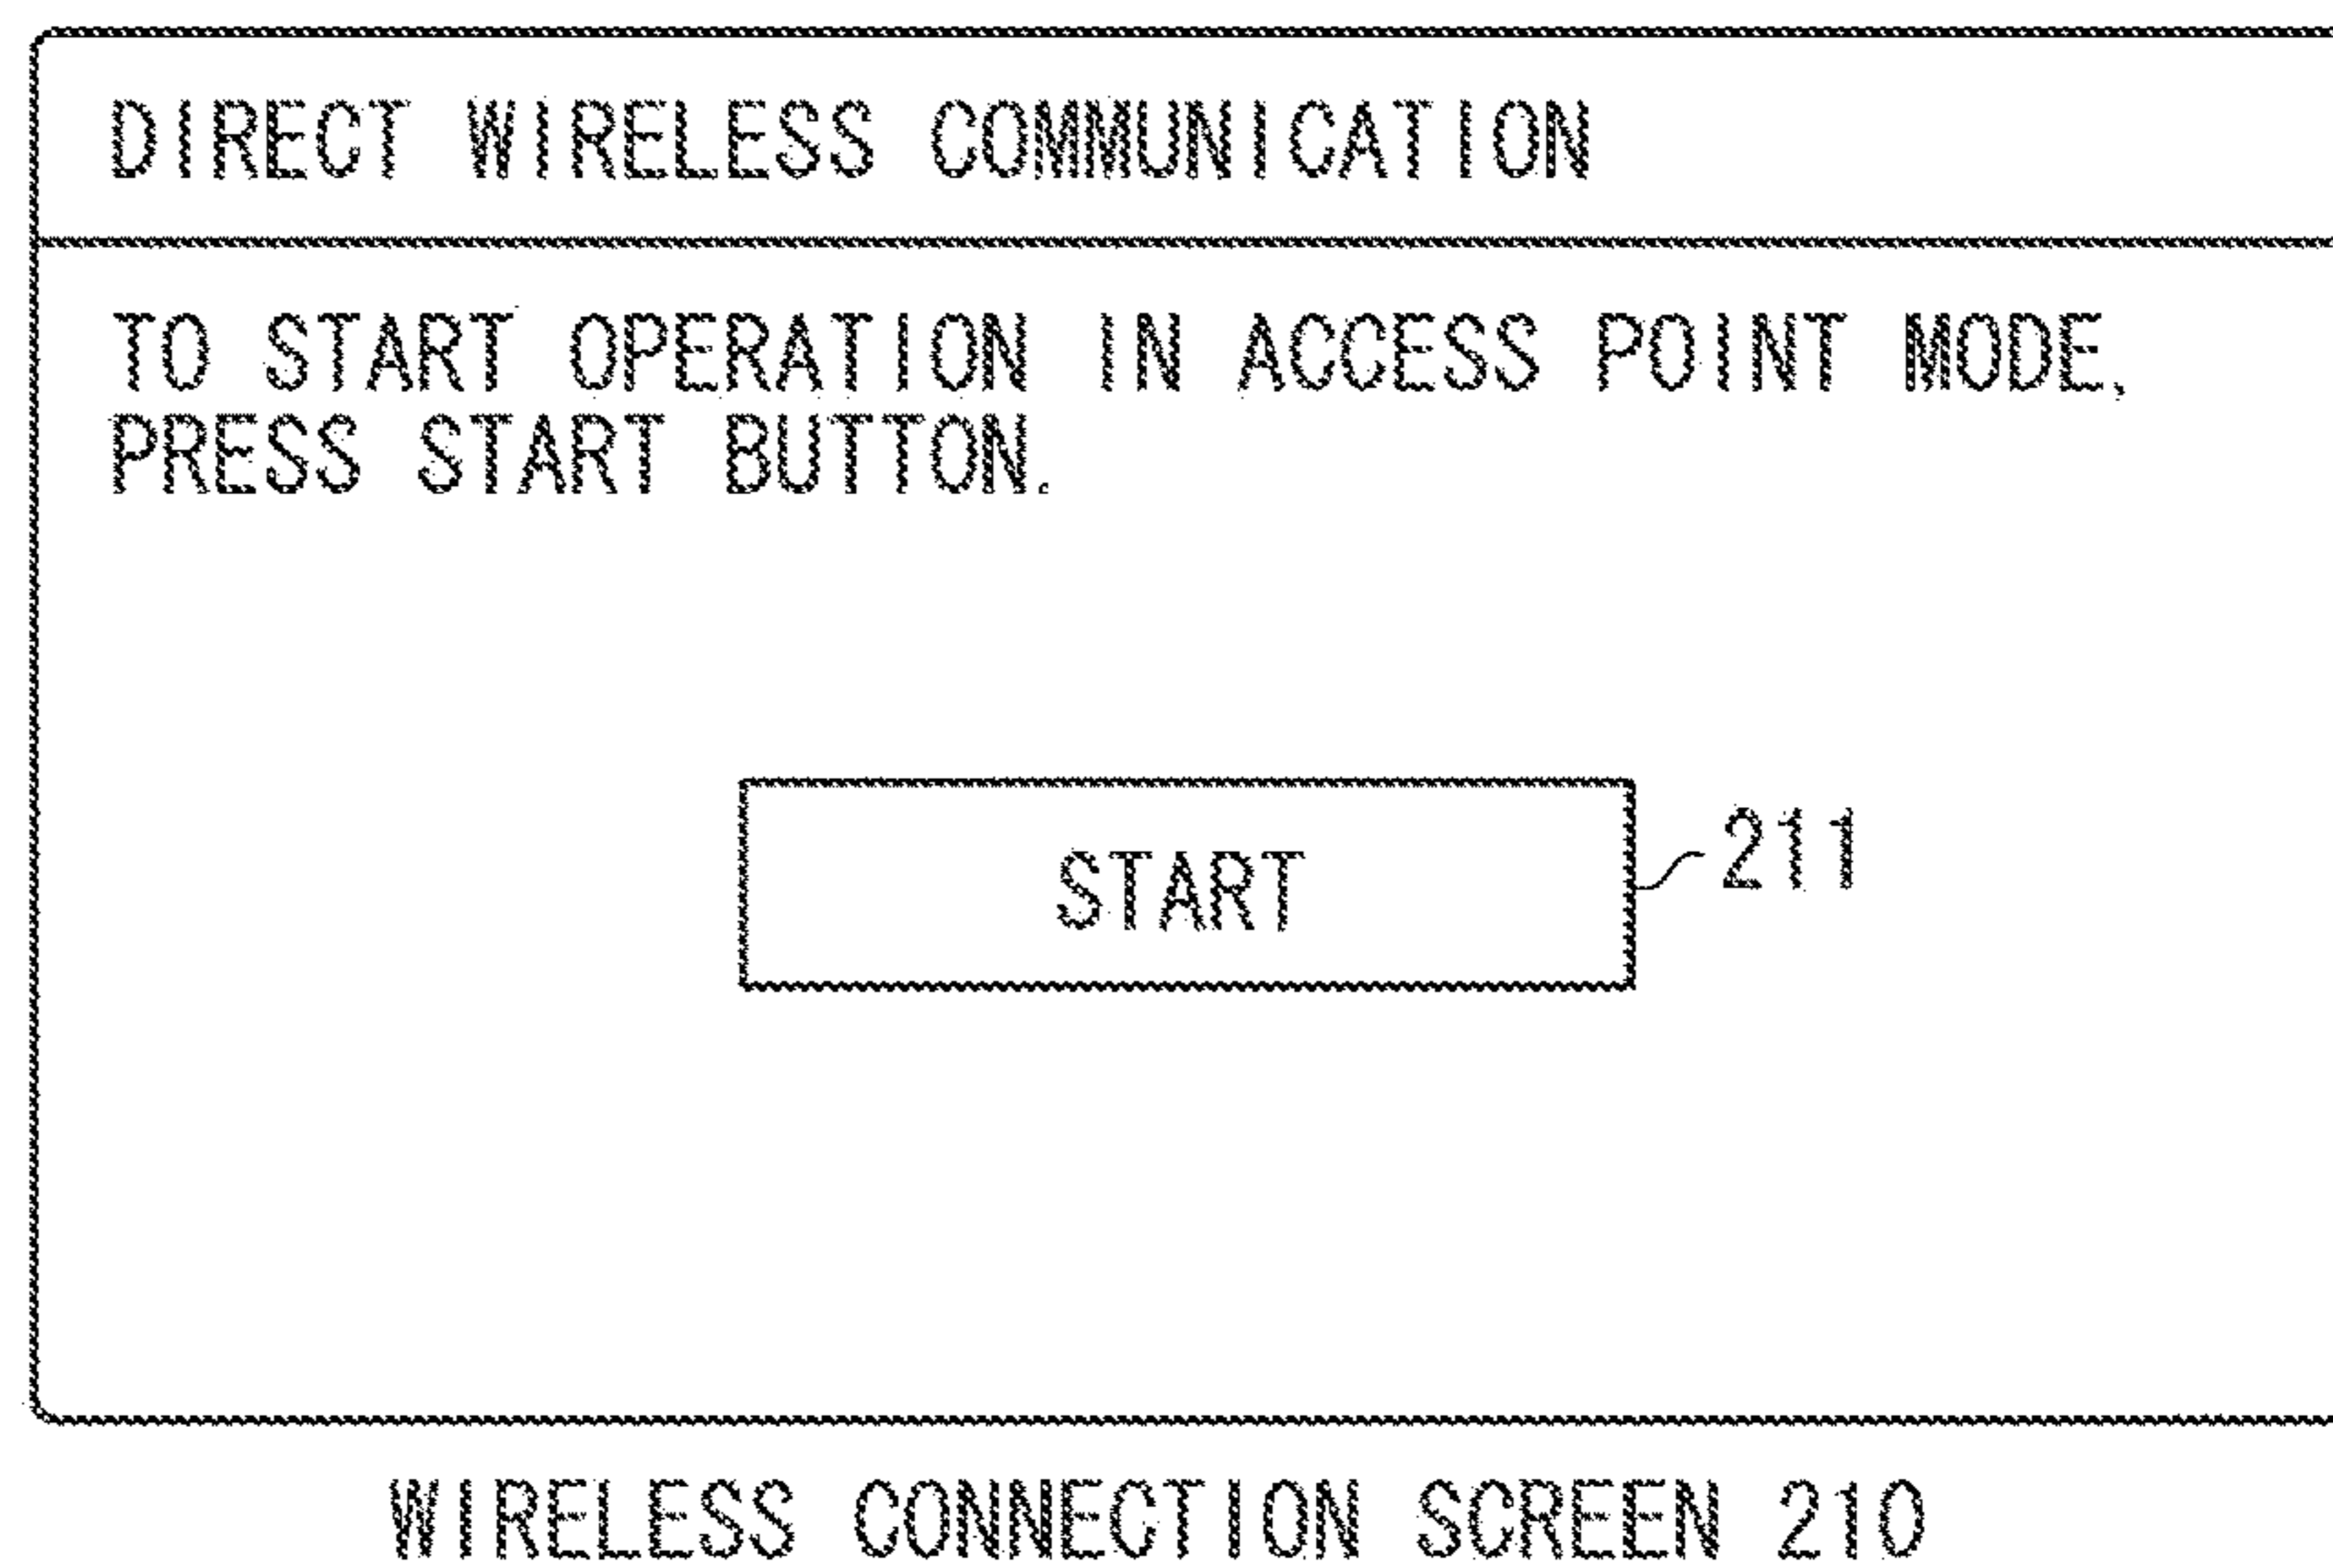 DIRECT WIRELESS COMMUNICATION
TO START OPERATION IN ACCESS POINT MODE,
PRESS START BUTTON.
START
211
WIRELESS CONNECTION SCREEN 210